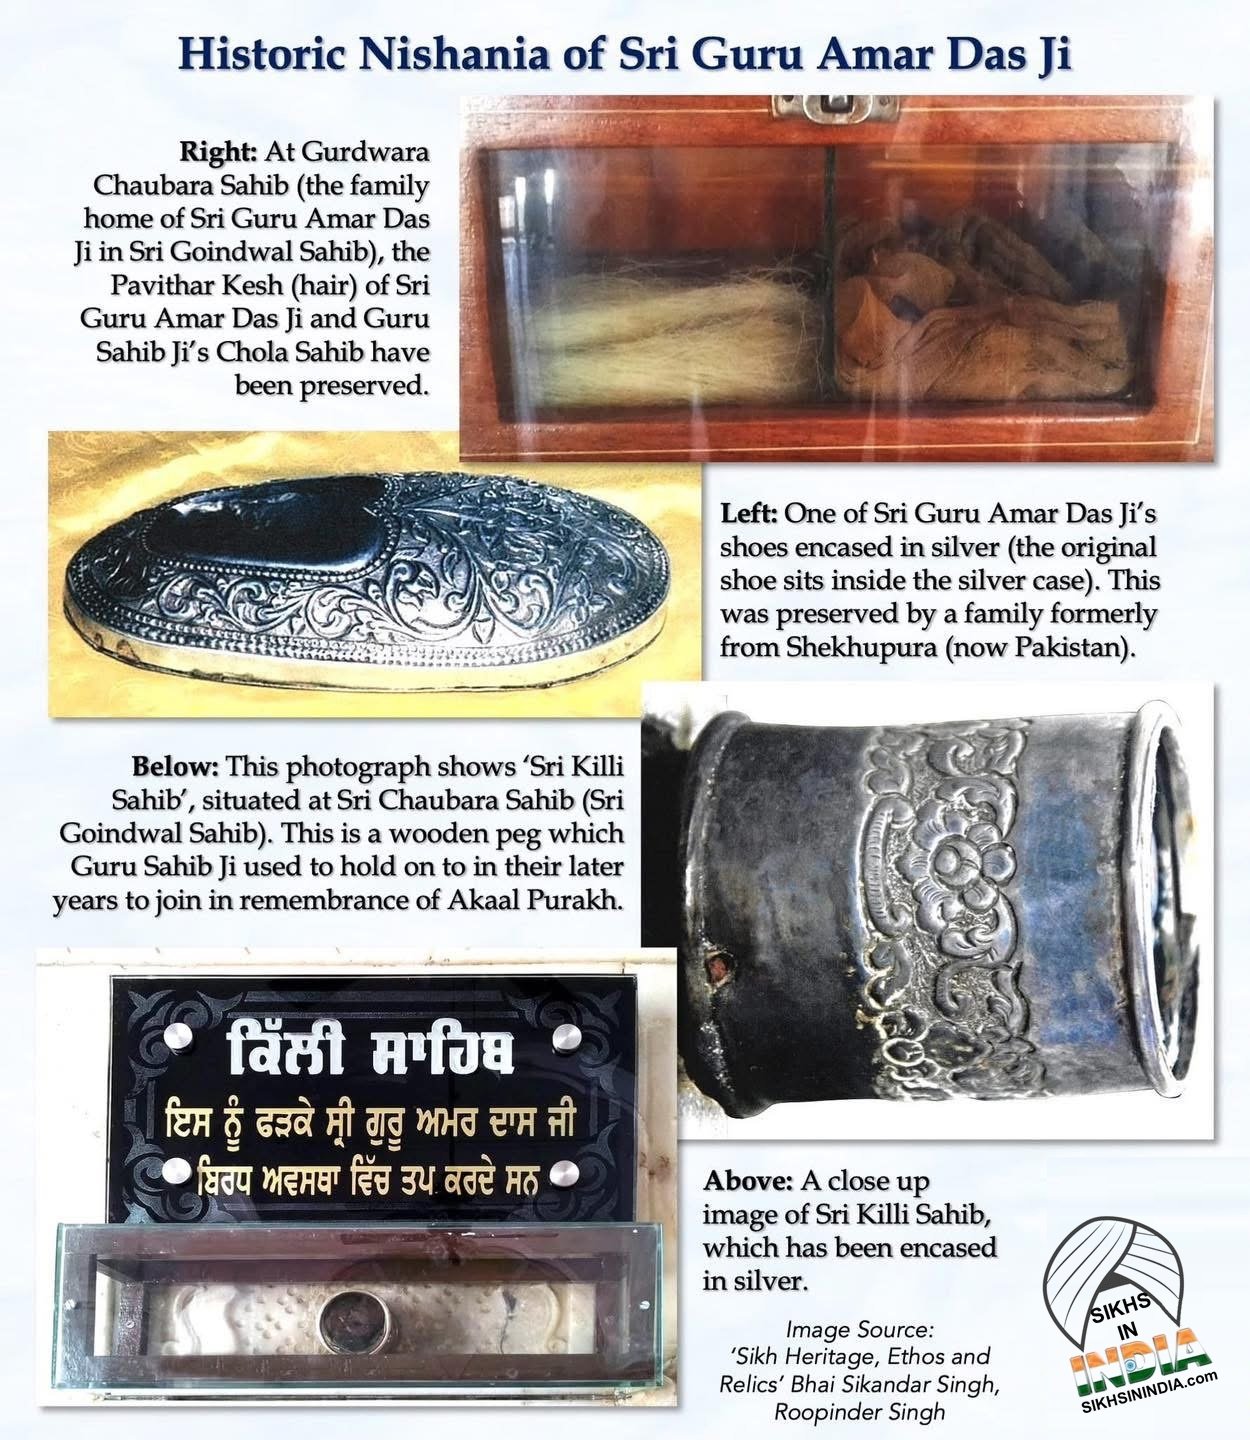 Historic Nishania of Sri Guru Amar Das Ji
Right: At Gurdwara
Chaubara Sahib (the family
home of Sri Guru Amar Das
Ji in Sri Goindwal Sahib), the
Pavithar Kesh (hair) of Sri
Guru Amar Das Ji and Guru
Sahib Ji’s Chola Sahib have
been preserved.
Left: One of Sri Guru Amar Das Ji’s
shoes encased in silver (the original
shoe sits inside the silver case). This
was preserved by a family formerly
from Shekhupura (now Pakistan).
Below: This photograph shows ‘Sri Killi
Sahib’, situated at Sri Chaubara Sahib (Sri
Goindwal Sahib). This is a wooden peg which
Guru Sahib Ji used to hold on to in their later
years to join in remembrance of Akaal Purakh.
ਕਿੱਲੀ ਸਾਹਿਬ
ਇਸ ਨੂੰ ਫੜਕੇ ਸ੍ਰੀ ਗੁਰੂ ਅਮਰ ਦਾਸ ਜੀ
ਬਿਰਧ ਅਵਸਥਾ ਵਿੱਚ ਤਪ ਕਰਦੇ ਸਨ
Above: A close up
image of Sri Killi Sahib,
which has been encased
in silver.
Image Source:
‘Sikh Heritage, Ethos and
Relics’ Bhai Sikandar Singh,
Roopinder Singh
SIKHS
IN
INDIA
SIKHSININDIA.com